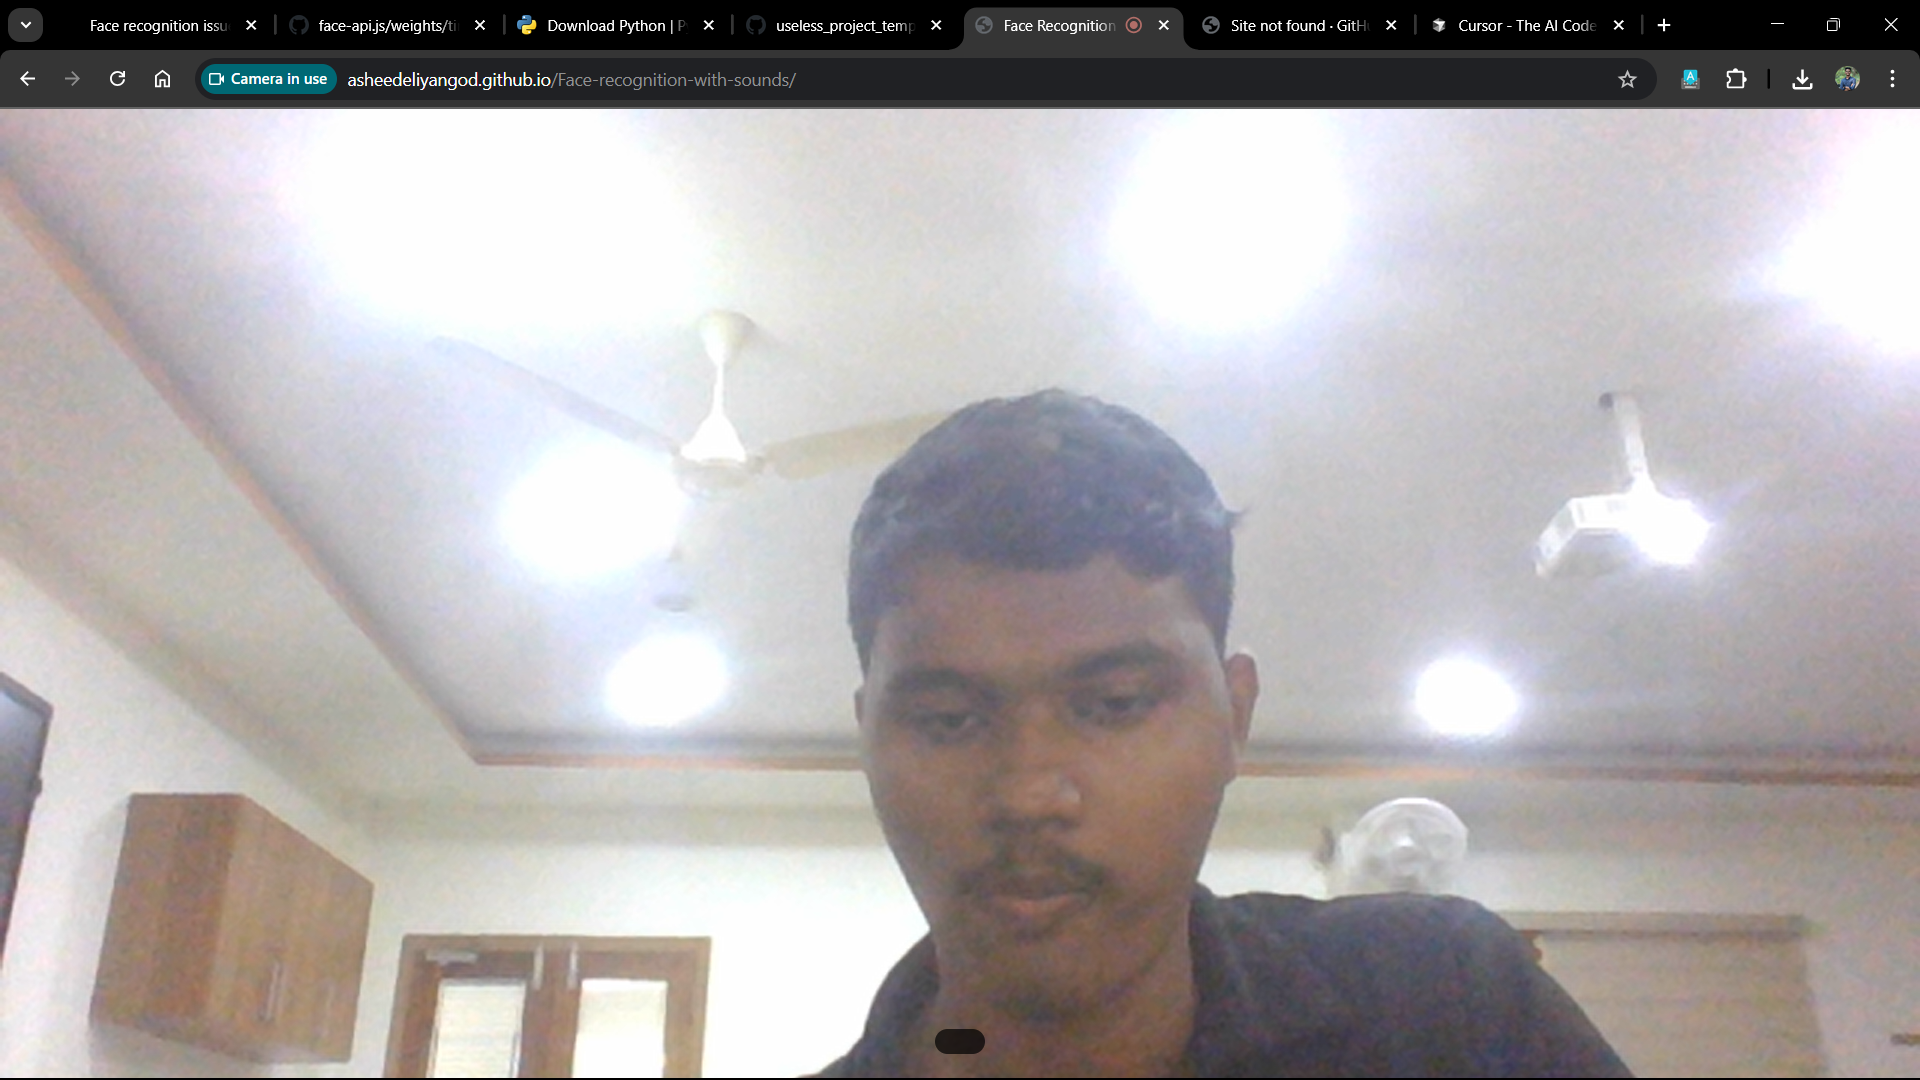 Face recognition issu
face-api.js/weights/ti
Download Python | P
useless_project_temp
Face Recognition
Site not found · GitH
Cursor - The AI Code
Camera in use
asheedeliyangod.github.io/Face-recognition-with-sounds/